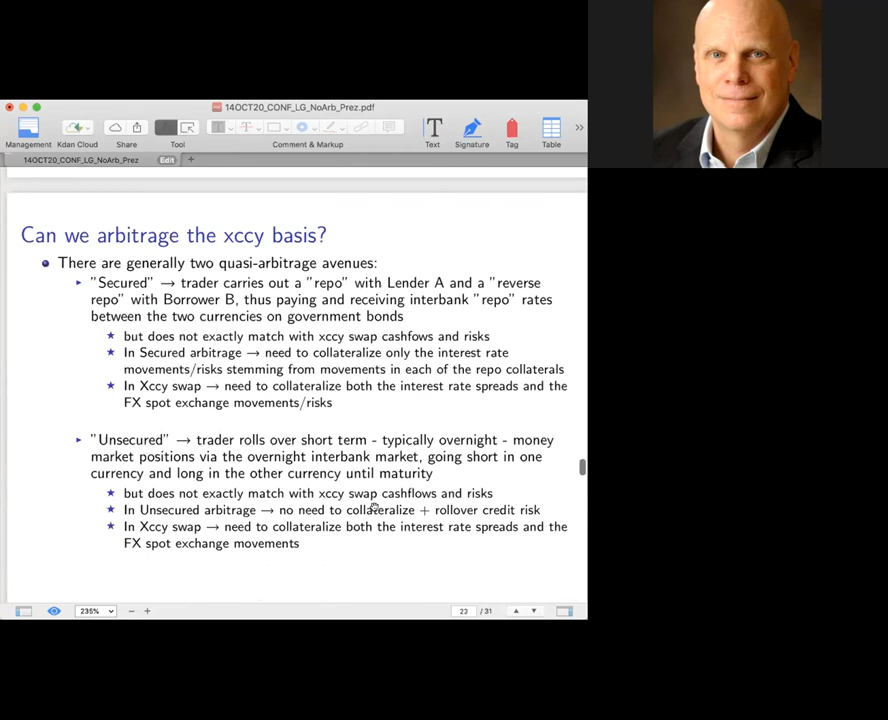 14OCT20_CONF_LG_NoArb_Prez.pdf
Management Kdan Cloud Share Tool Comment & Markup Text Signature Tag Table
14OCT20_CONF_LG_NoArb_Prez Edit +
Can we arbitrage the xccy basis?
There are generally two quasi-arbitrage avenues:
"Secured" → trader carries out a "repo" with Lender A and a "reverse
repo" with Borrower B, thus paying and receiving interbank "repo" rates
between the two currencies on government bonds
but does not exactly match with xccy swap cashfows and risks
In Secured arbitrage → need to collateralize only the interest rate
movements/risks stemming from movements in each of the repo collaterals
In Xccy swap → need to collateralize both the interest rate spreads and the
FX spot exchange movements/risks
"Unsecured" → trader rolls over short term - typically overnight - money
market positions via the overnight interbank market, going short in one
currency and long in the other currency until maturity
but does not exactly match with xccy swap cashflows and risks
In Unsecured arbitrage → no need to collateralize + rollover credit risk
In Xccy swap → need to collateralize both the interest rate spreads and the
FX spot exchange movements
235% − + 22 / 31